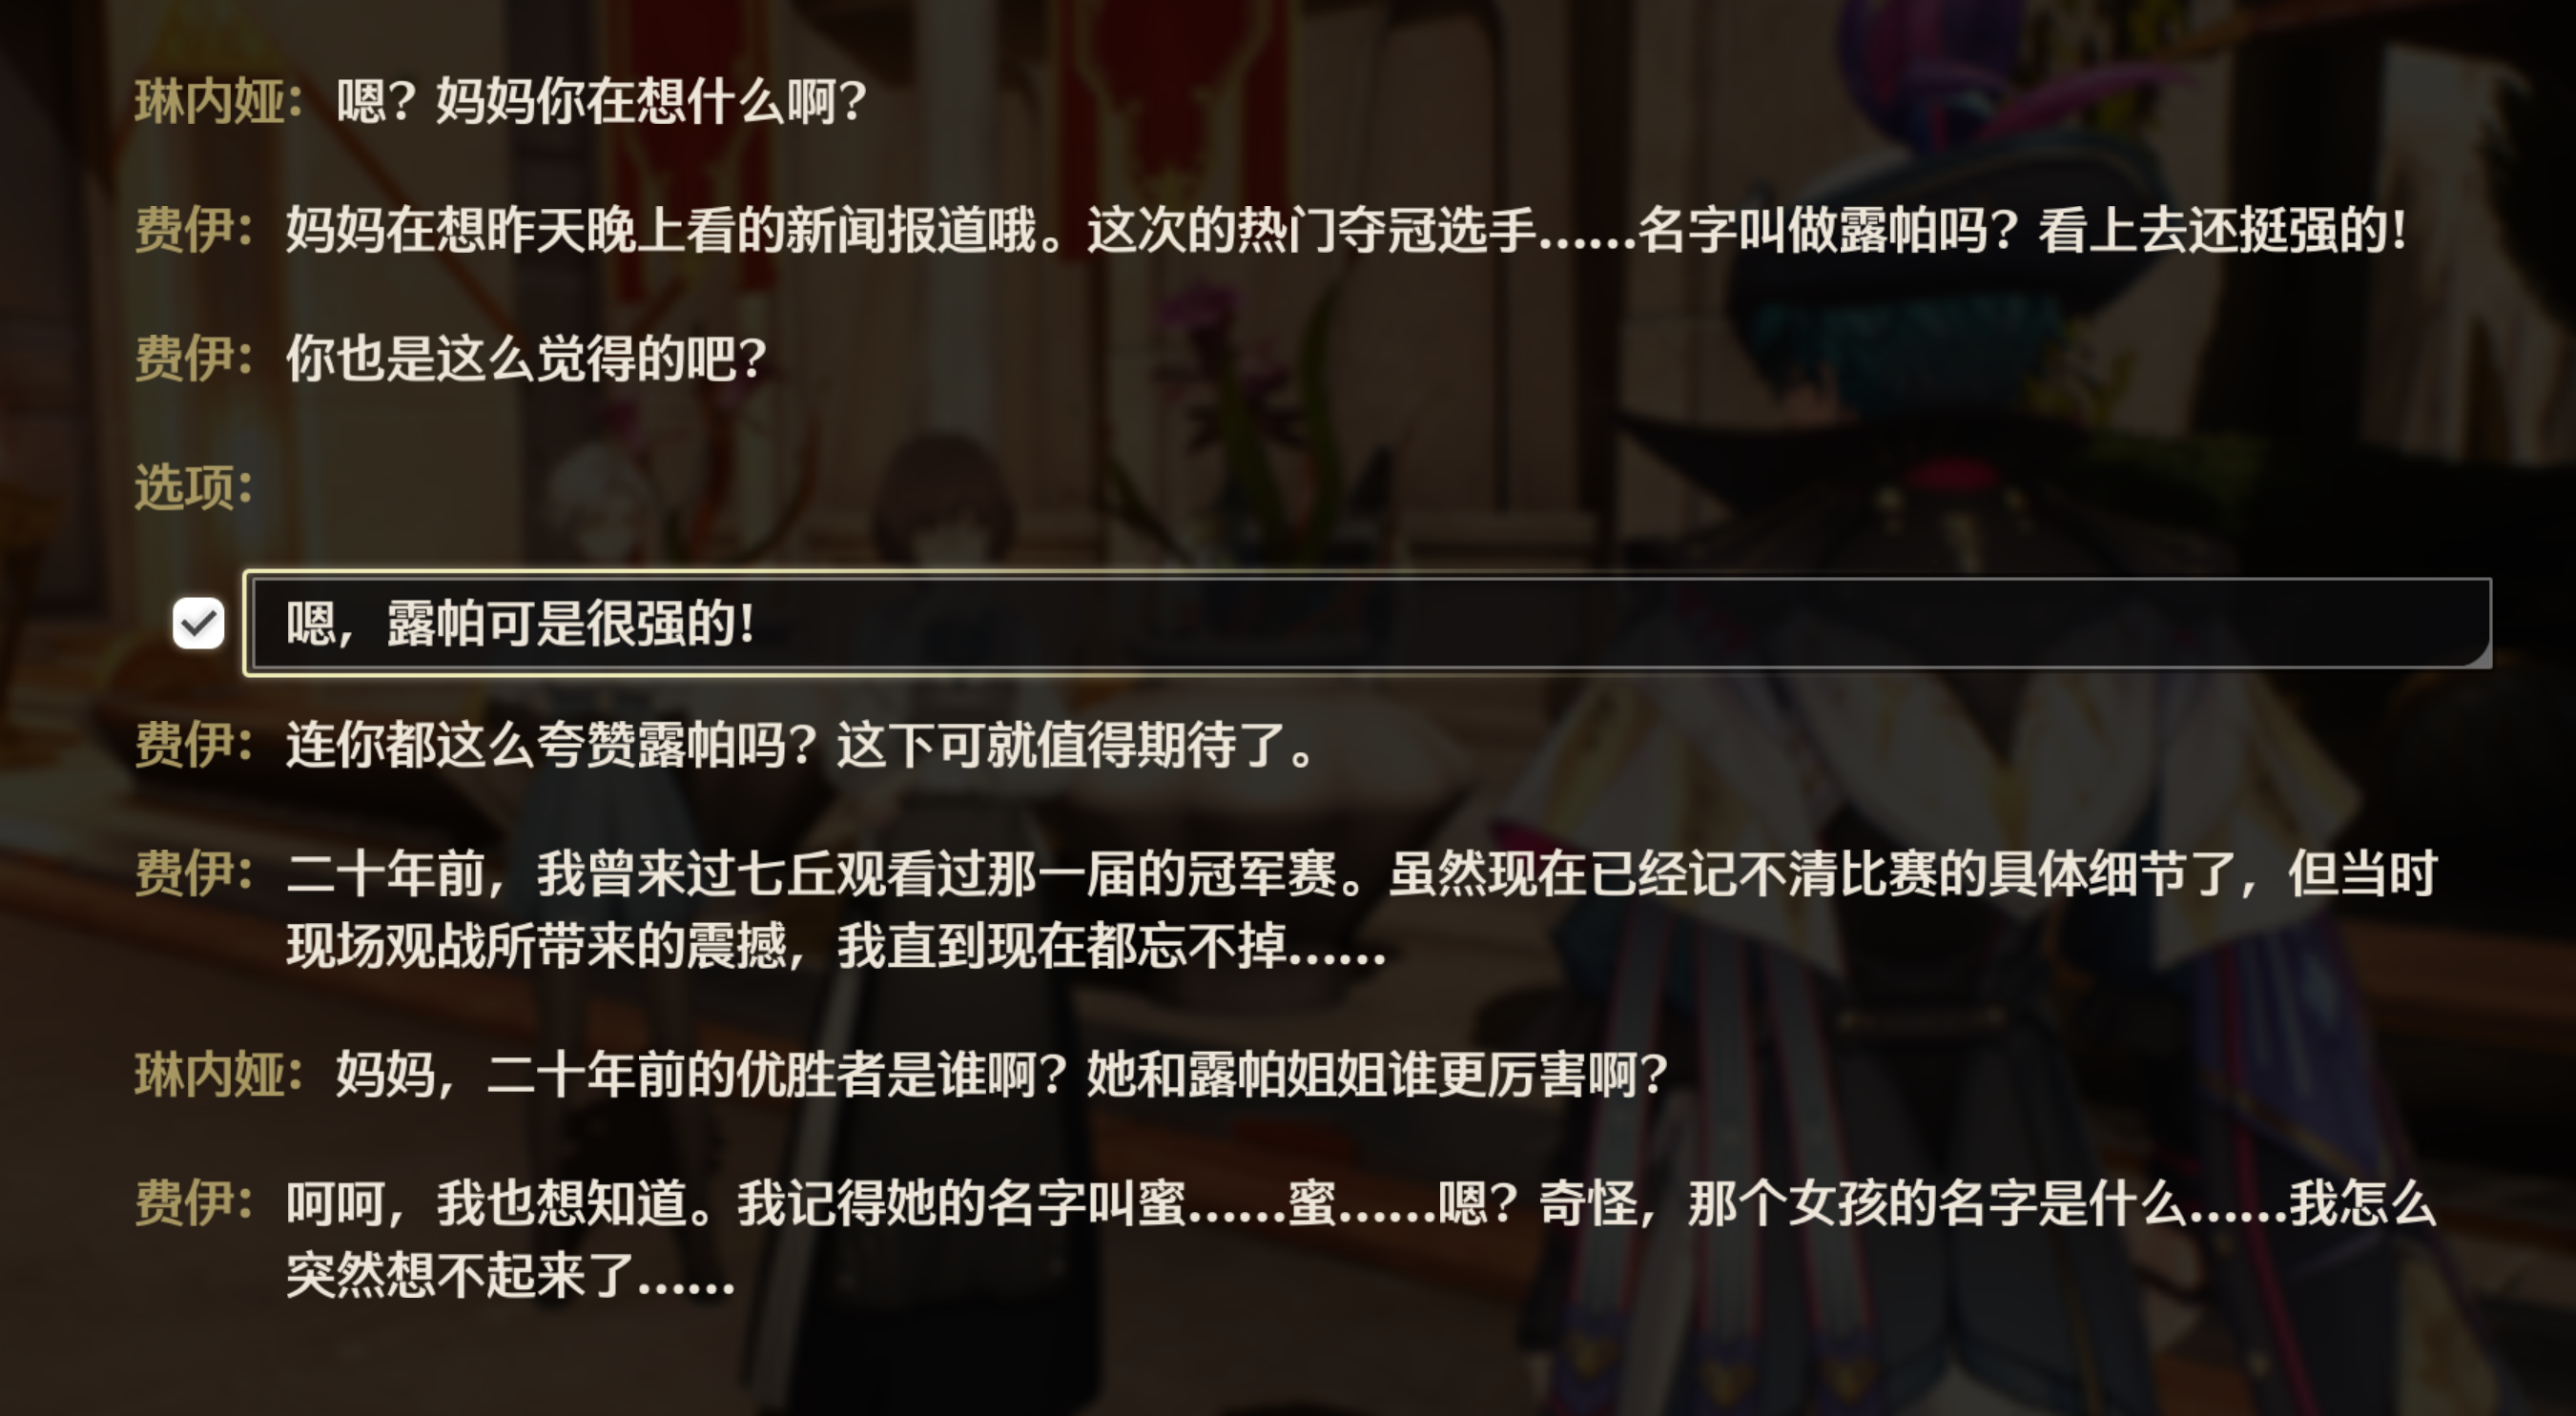 琳内娅：嗯？妈妈你在想什么啊？
费伊：妈妈在想昨天晚上看的新闻报道哦。这次的热门夺冠选手……名字叫做露帕吗？看上去还挺强的！
费伊：你也是这么觉得的吧？
选项：
嗯，露帕可是很强的！
费伊：连你都这么夸赞露帕吗？这下可就值得期待了。
费伊：二十年前，我曾来过七丘观看过那一届的冠军赛。虽然现在已经记不清比赛的具体细节了，但当时
现场观战所带来的震撼，我直到现在都忘不掉……
琳内娅：妈妈，二十年前的优胜者是谁啊？她和露帕姐姐谁更厉害啊？
费伊：呵呵，我也想知道。我记得她的名字叫蜜……蜜……嗯？奇怪，那个女孩的名字是什么……我怎么
突然想不起来了……